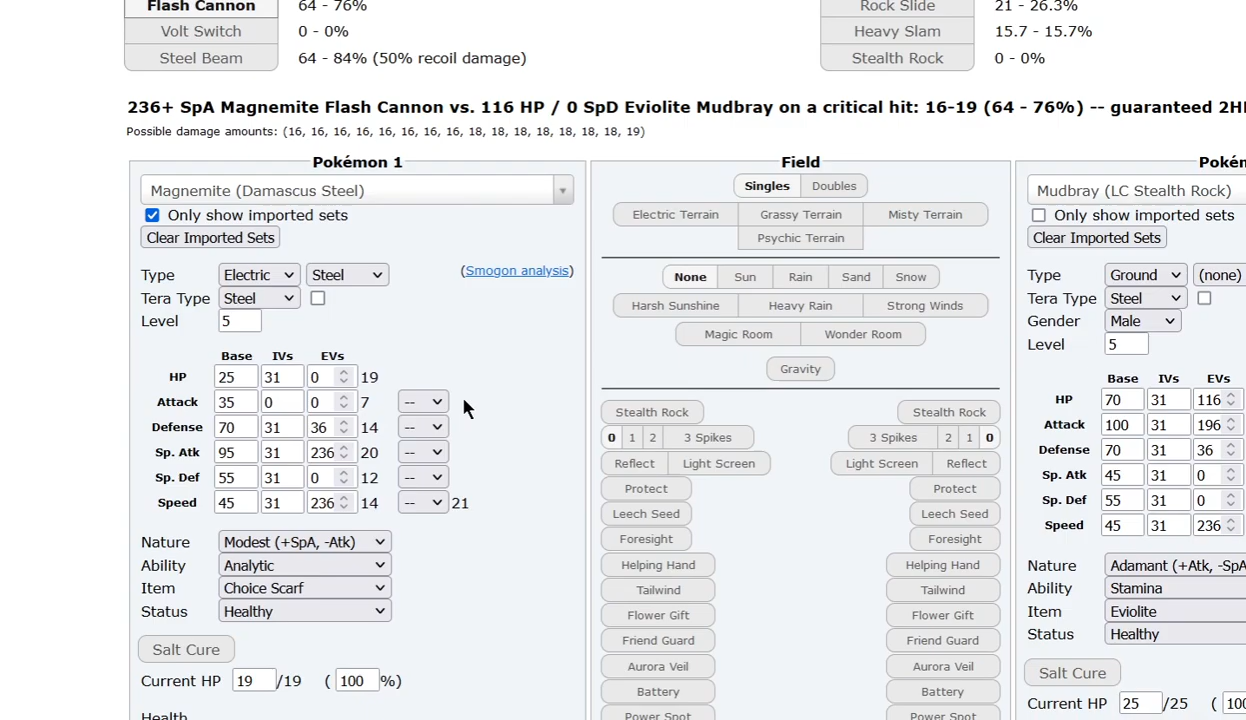 Flash Cannon 64 - 76% Rock Slide 21 - 26.3%
Volt Switch 0 - 0% Heavy Slam 15.7 - 15.7%
Steel Beam 64 - 84% (50% recoil damage) Stealth Rock 0 - 0%
236+ SpA Magnemite Flash Cannon vs. 116 HP / 0 SpD Eviolite Mudbray on a critical hit: 16-19 (64 - 76%) -- guaranteed 2H
Possible damage amounts: (16, 16, 16, 16, 16, 16, 16, 16, 18, 18, 18, 18, 18, 18, 18, 19)
Pokémon 1
Magnemite (Damascus Steel)
Only show imported sets
Clear Imported Sets
Type Electric Steel (Smogon analysis)
Tera Type Steel
Level 5
Base IVs EVs
HP 25 31 0 19
Attack 35 0 0 7 --
Defense 70 31 36 14 --
Sp. Atk 95 31 236 20 --
Sp. Def 55 31 0 12 --
Speed 45 31 236 14 -- 21
Nature Modest (+SpA, -Atk)
Ability Analytic
Item Choice Scarf
Status Healthy
Salt Cure
Current HP 19 /19 ( 100 %)
Health
Field
Singles Doubles
Electric Terrain Grassy Terrain Misty Terrain
Psychic Terrain
None Sun Rain Sand Snow
Harsh Sunshine Heavy Rain Strong Winds
Magic Room Wonder Room
Gravity
Stealth Rock Stealth Rock
0 1 2 3 Spikes 3 Spikes 2 1 0
Reflect Light Screen Light Screen Reflect
Protect Protect
Leech Seed Leech Seed
Foresight Foresight
Helping Hand Helping Hand
Tailwind Tailwind
Flower Gift Flower Gift
Friend Guard Friend Guard
Aurora Veil Aurora Veil
Battery Battery
Power Spot Power Spot
Pokém
Mudbray (LC Stealth Rock)
Only show imported sets
Clear Imported Sets
Type Ground (none)
Tera Type Steel
Gender Male
Level 5
Base IVs EVs
HP 70 31 116
Attack 100 31 196
Defense 70 31 36
Sp. Atk 45 31 0
Sp. Def 55 31 0
Speed 45 31 236
Nature Adamant (+Atk, -SpA
Ability Stamina
Item Eviolite
Status Healthy
Salt Cure
Current HP 25 /25 ( 100